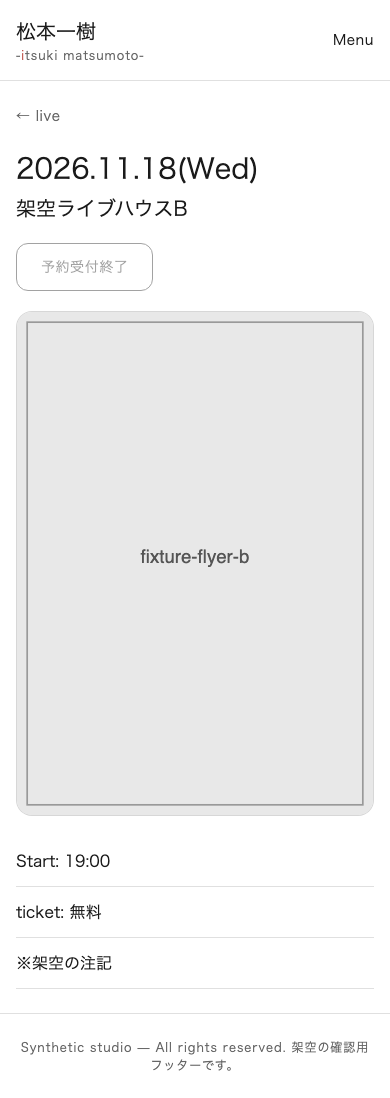 松本一樹
-itsuki matsumoto-
Menu
← live
2026.11.18(Wed)
架空ライブハウスB
予約受付終了
fixture-flyer-b
Start: 19:00
ticket: 無料
※架空の注記
Synthetic studio — All rights reserved. 架空の確認用
フッターです。